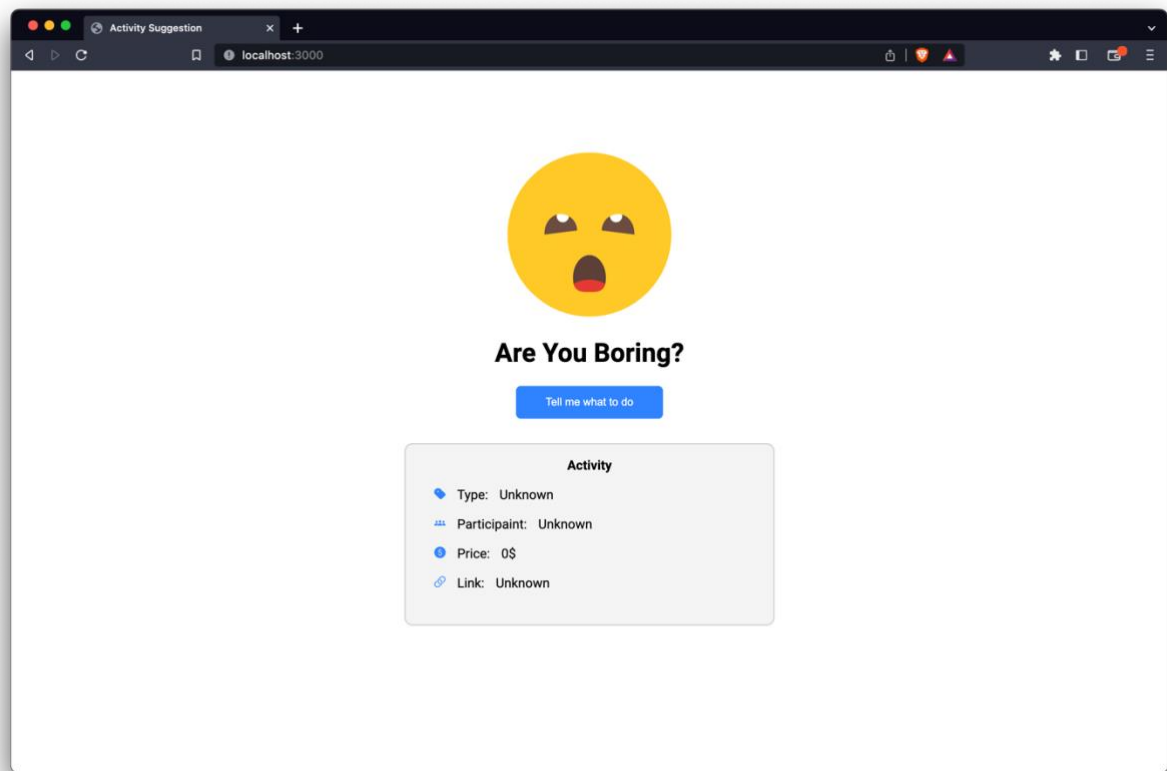 Activity Suggestion
localhost:3000
Are You Boring?
Tell me what to do
Activity
Type: Unknown
Participaint: Unknown
Price: 0$
Link: Unknown